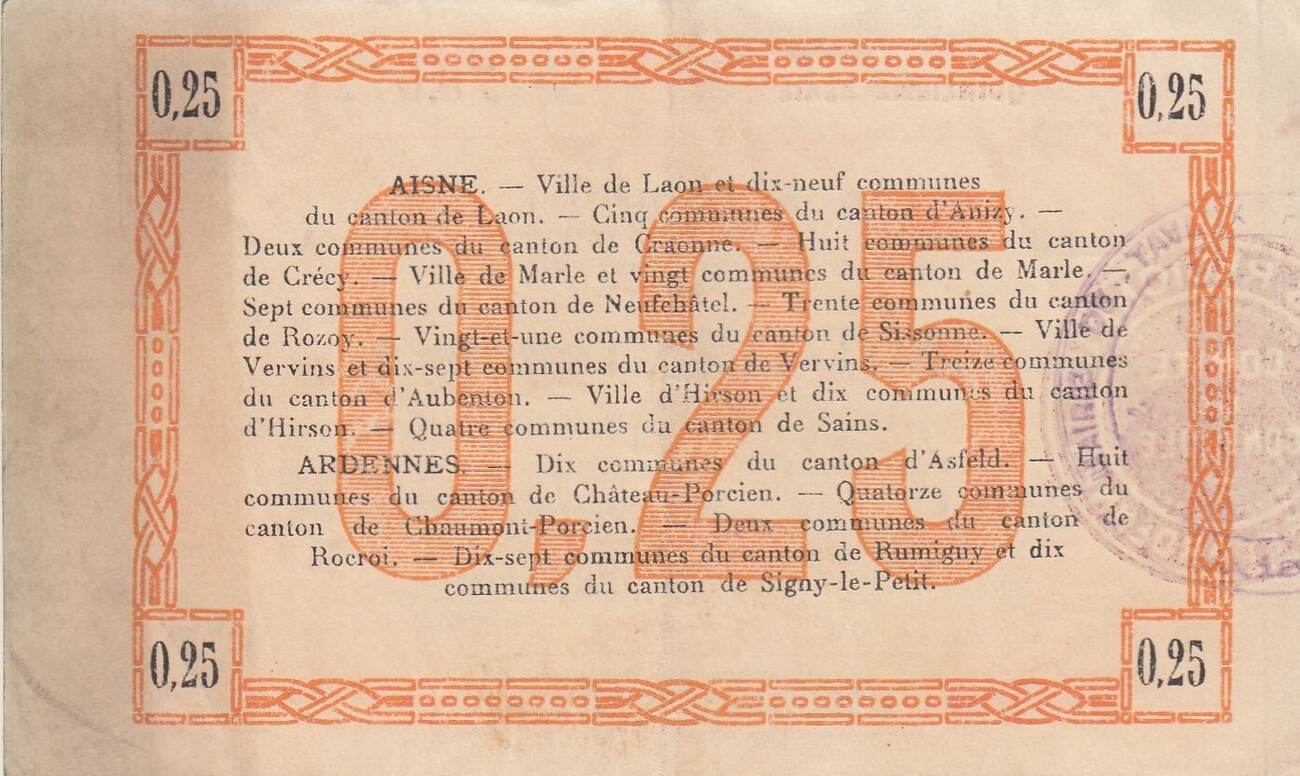 0,25
0,25
AISNE. — Ville de Laon et dix-neuf communes
du canton de Laon. — Cinq communes du canton d'Anizy. —
Deux communes du canton de Craonne. — Huit communes du canton
de Crécy. — Ville de Marle et vingt communes du canton de Marle. —
Sept communes du canton de Neufchâtel. — Trente communes du canton
de Rozoy. — Vingt-et-une communes du canton de Sissonne. — Ville de
Vervins et dix-sept communes du canton de Vervins. — Treize communes
du canton d'Aubenton. — Ville d'Hirson et dix communes du canton
d'Hirson. — Quatre communes du canton de Sains.
ARDENNES. — Dix communes du canton d'Asfeld. — Huit
communes du canton de Château-Porcien. — Quatorze communes du
canton de Chaumont-Porcien. — Deux communes du canton de
Rocroi. — Dix-sept communes du canton de Rumigny et dix
communes du canton de Signy-le-Petit.
0,25
0,25
0,25